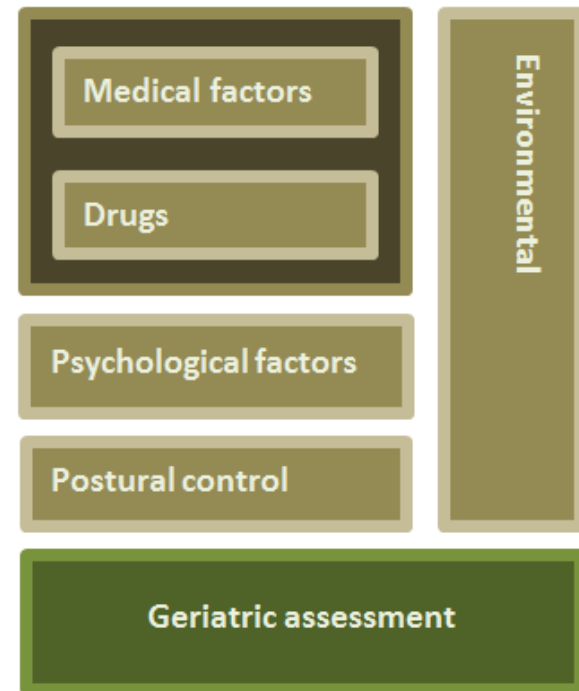 Medical factors
Drugs
Psychological factors
Postural control
Environmental
Geriatric assessment